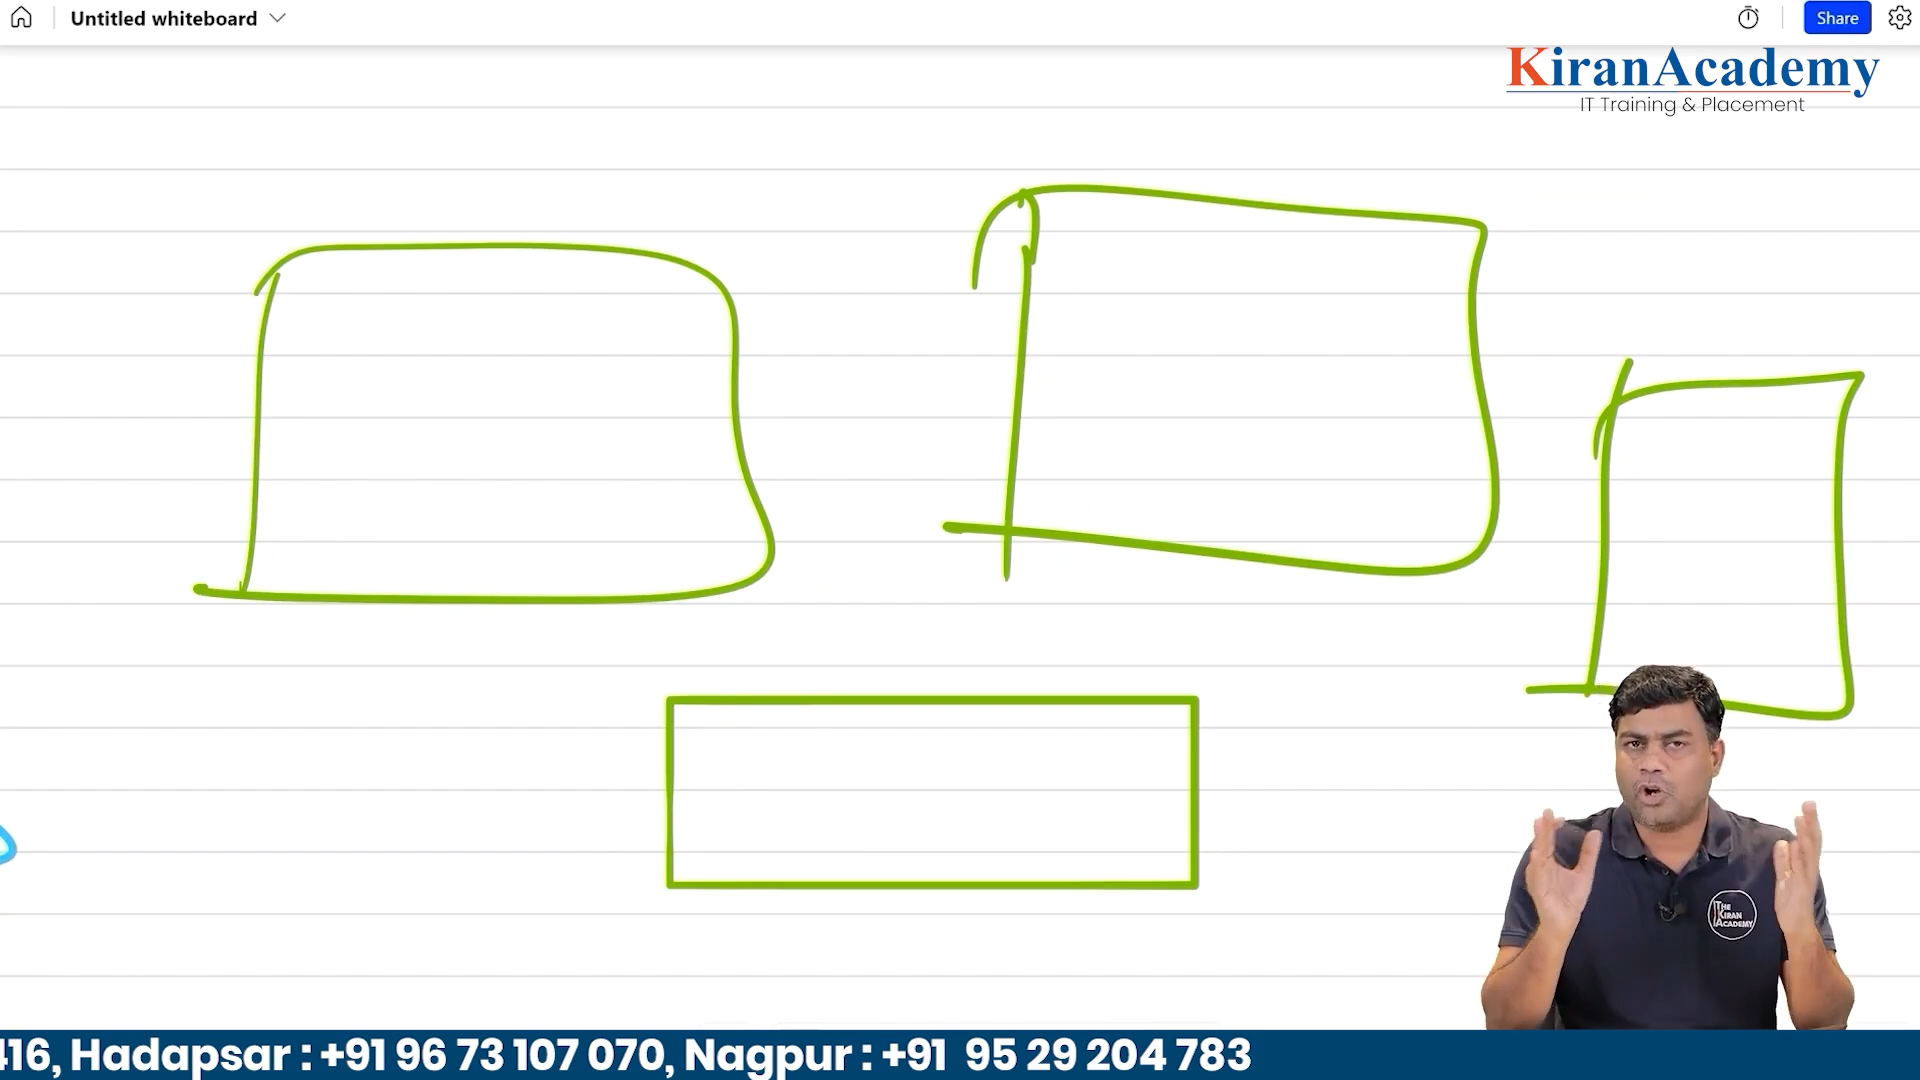 Untitled whiteboard
Share
KiranAcademy
IT Training & Placement
THE
KIRAN
ACADEMY
416, Hadapsar : +91 96 73 107 070, Nagpur : +91 95 29 204 783